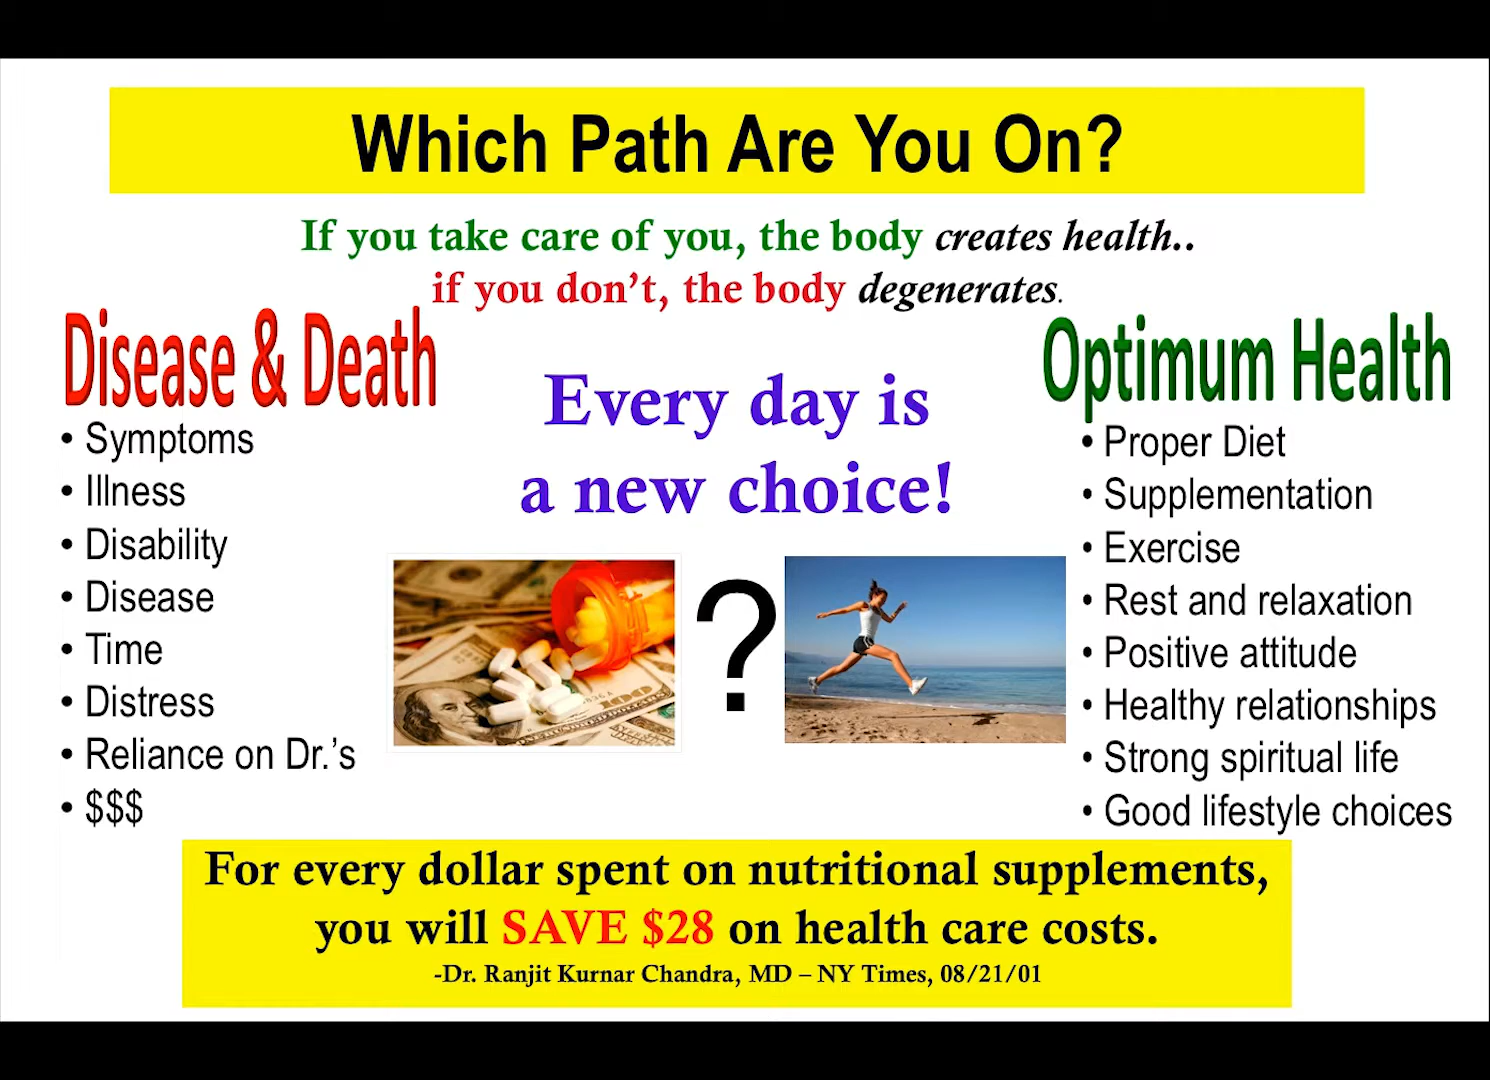 Which Path Are You On?
If you take care of you, the body creates health..
if you don't, the body degenerates.
Disease & Death
• Symptoms
• Illness
• Disability
• Disease
• Time
• Distress
• Reliance on Dr.'s
• $$$
Every day is
a new choice!
?
Optimum Health
• Proper Diet
• Supplementation
• Exercise
• Rest and relaxation
• Positive attitude
• Healthy relationships
• Strong spiritual life
• Good lifestyle choices
For every dollar spent on nutritional supplements,
you will SAVE $28 on health care costs.
-Dr. Ranjit Kurnar Chandra, MD – NY Times, 08/21/01